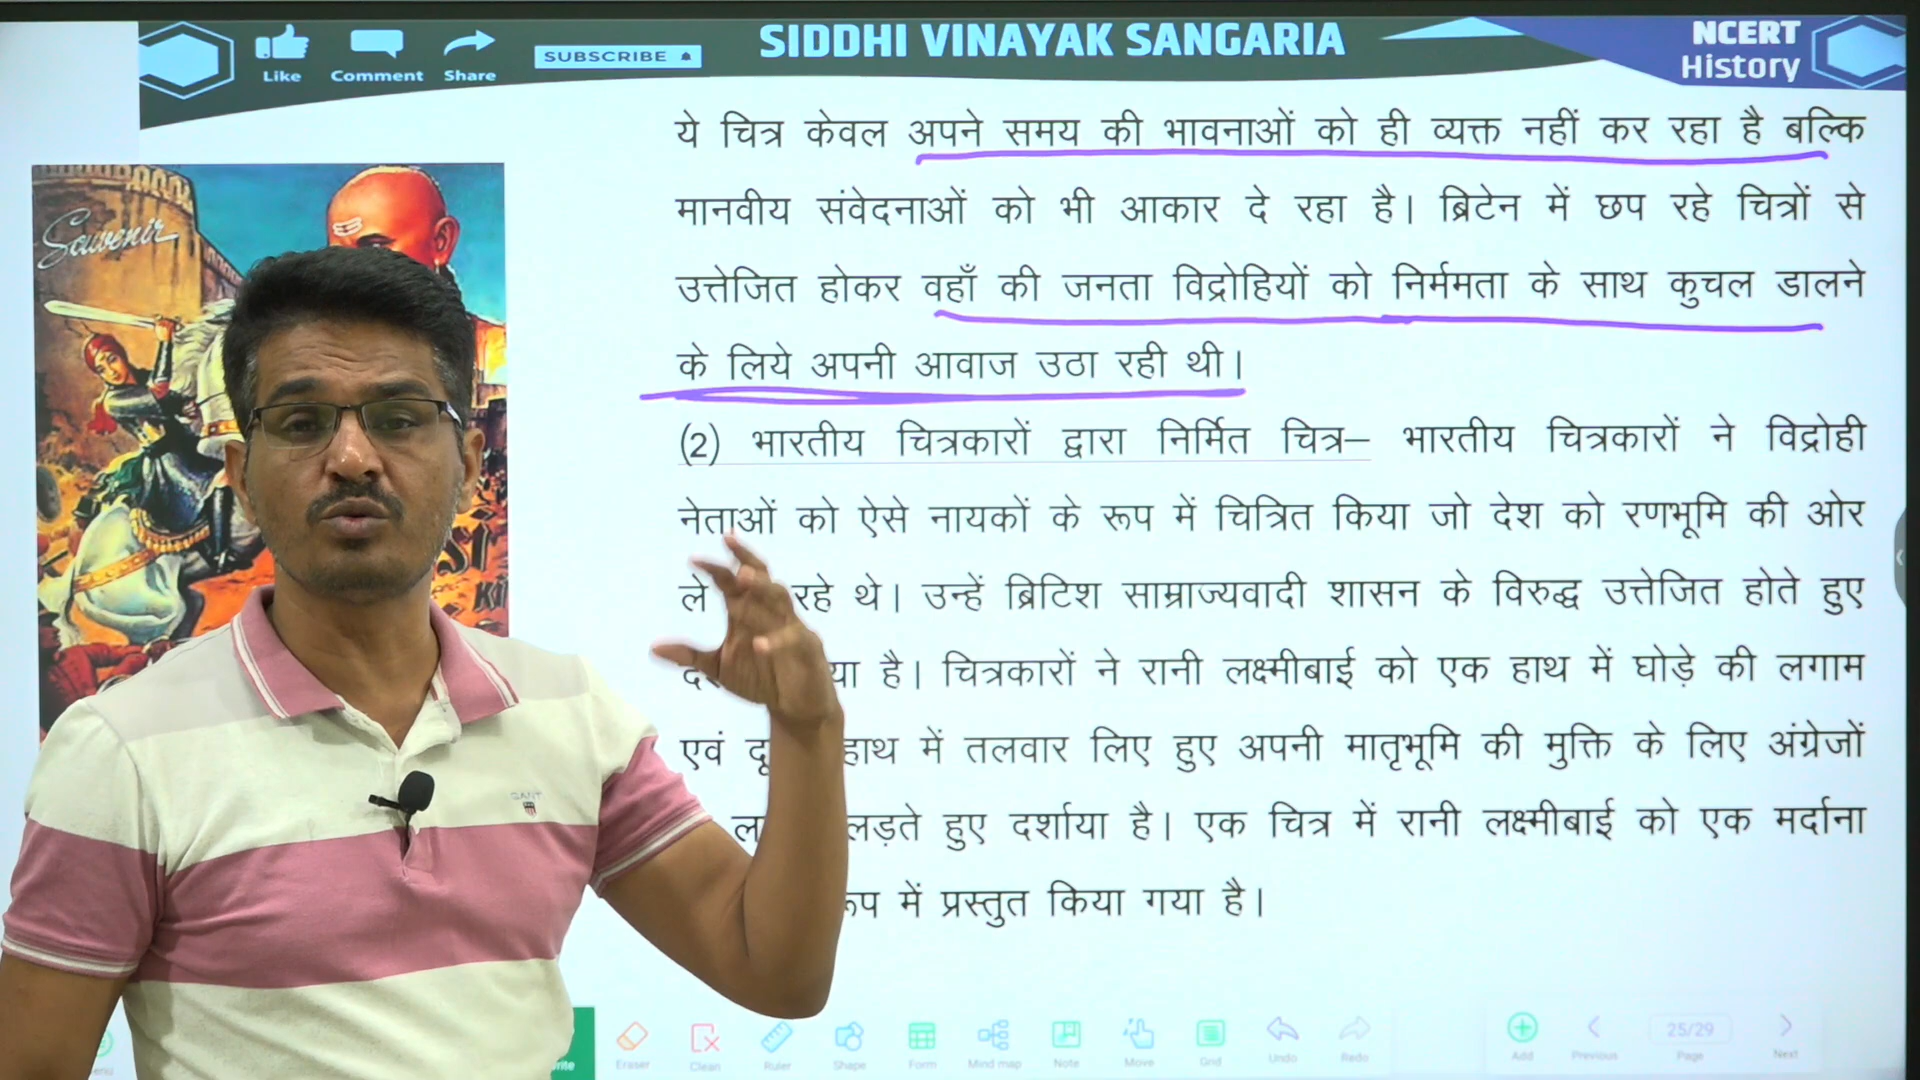 SIDDHI VINAYAK SANGARIA
NCERT
History
Like
Comment
Share
SUBSCRIBE
Souvenir
ये चित्र केवल अपने समय की भावनाओं को ही व्यक्त नहीं कर रहा है बल्कि
मानवीय संवेदनाओं को भी आकार दे रहा है। ब्रिटेन में छप रहे चित्रों से
उत्तेजित होकर वहाँ की जनता विद्रोहियों को निर्ममता के साथ कुचल डालने
के लिये अपनी आवाज उठा रही थी।
(2) भारतीय चित्रकारों द्वारा निर्मित चित्र– भारतीय चित्रकारों ने विद्रोही
नेताओं को ऐसे नायकों के रूप में चित्रित किया जो देश को रणभूमि की ओर
ले रहे थे। उन्हें ब्रिटिश साम्राज्यवादी शासन के विरुद्ध उत्तेजित होते हुए
है। चित्रकारों ने रानी लक्ष्मीबाई को एक हाथ में घोड़े की लगाम
एवं हाथ में तलवार लिए हुए अपनी मातृभूमि की मुक्ति के लिए अंग्रेजों
लड़ते हुए दर्शाया है। एक चित्र में रानी लक्ष्मीबाई को एक मर्दाना
में प्रस्तुत किया गया है।
GANT
Eraser
Clean
Ruler
Shape
Form
Mind map
Note
Move
Grid
Undo
Redo
Add
Previous
25/29
Page
Next